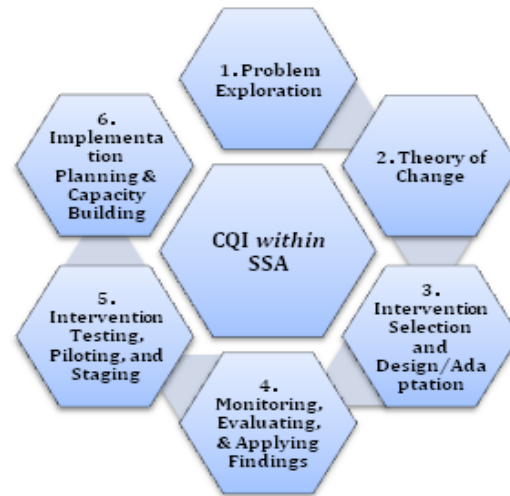 1. Problem
Exploration
2. Theory of
Change
3.
Intervention
Selection
and
Design/Ada
ptation
4.
Monitoring,
Evaluating,
& Applying
Findings
5.
Intervention
Testing,
Piloting, and
Staging
6.
Implementa
tion
Planning &
Capacity
Building
CQI within
SSA